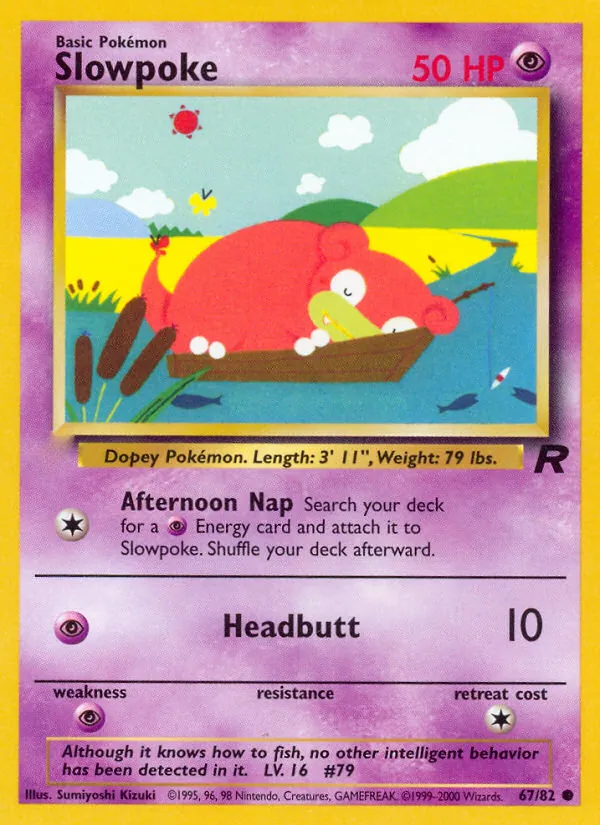 Basic Pokémon
Slowpoke
50 HP
Dopey Pokémon. Length: 3' 11", Weight: 79 lbs.
R
Afternoon Nap Search your deck
for a Energy card and attach it to
Slowpoke. Shuffle your deck afterward.
Headbutt 10
weakness resistance retreat cost
Although it knows how to fish, no other intelligent behavior
has been detected in it. LV. 16 #79
Illus. Sumiyoshi Kizuki ©1995, 96, 98 Nintendo, Creatures, GAMEFREAK. ©1999-2000 Wizards. 67/82